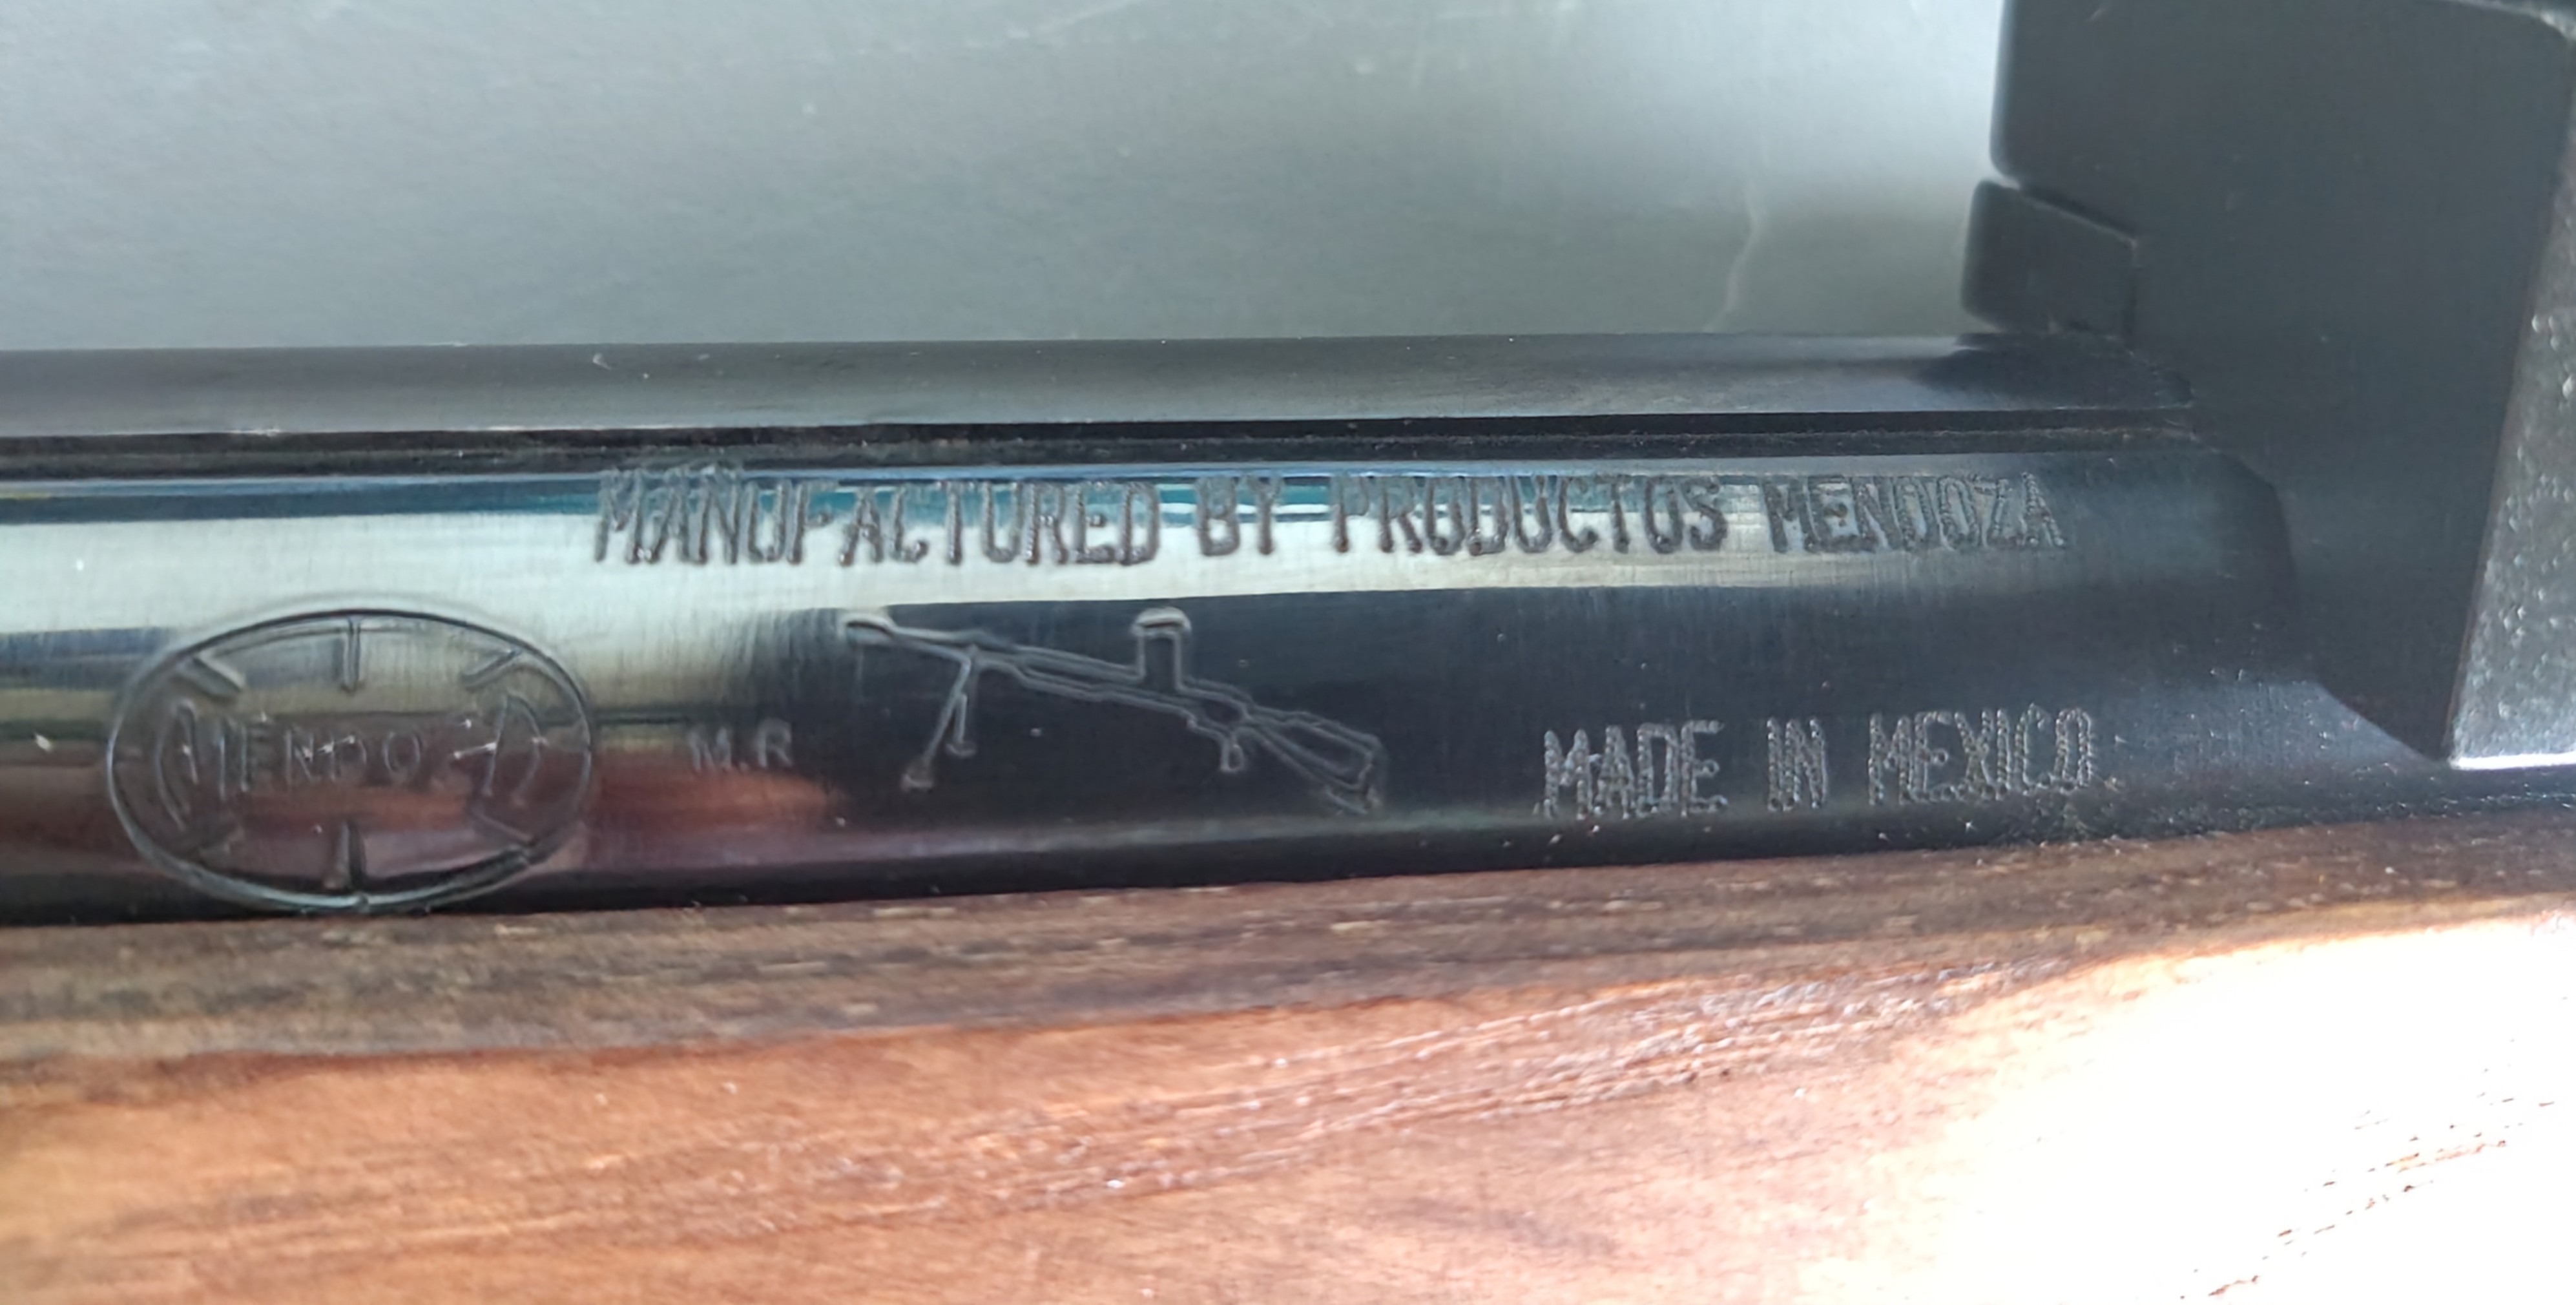 MANUFACTURED BY PRODUCTOS MENDOZA
MENDOZA
M.R
MADE IN MEXICO